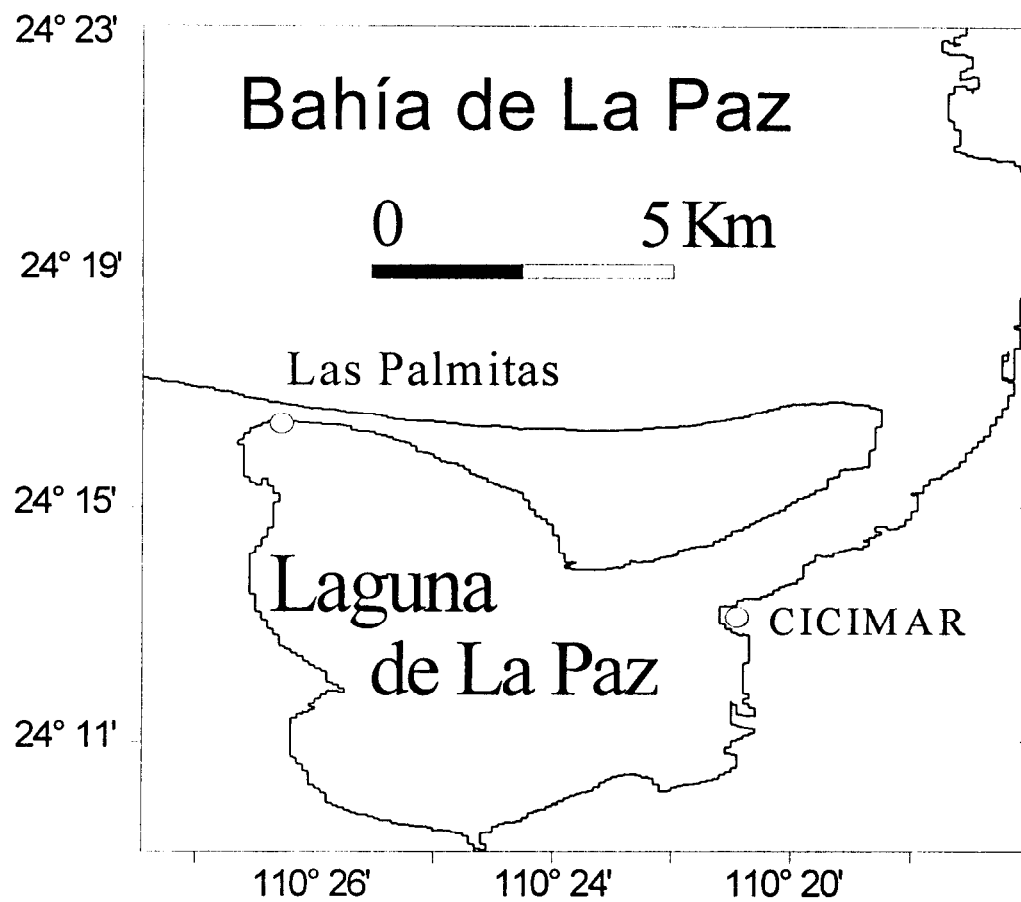 24° 23'
Bahía de La Paz
0 5 Km
24° 19'
Las Palmitas
24° 15'
Laguna
de La Paz
CICIMAR
24° 11'
110° 26' 110° 24' 110° 20'